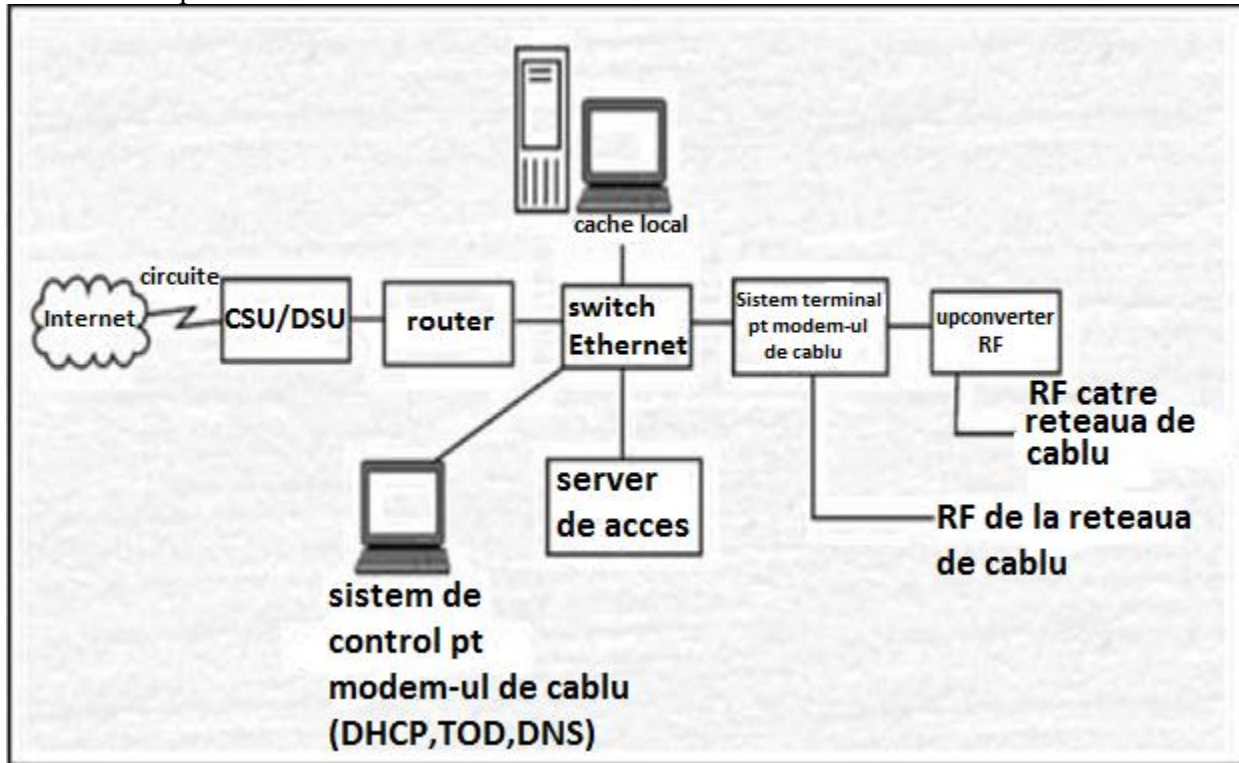 cache local
circuite
Internet
CSU/DSU
router
switch
Ethernet
Sistem terminal
pt modem-ul
de cablu
upconverter
RF
RF catre
reteaua de
cablu
server
de acces
RF de la reteaua
de cablu
sistem de
control pt
modem-ul de cablu
(DHCP,TOD,DNS)